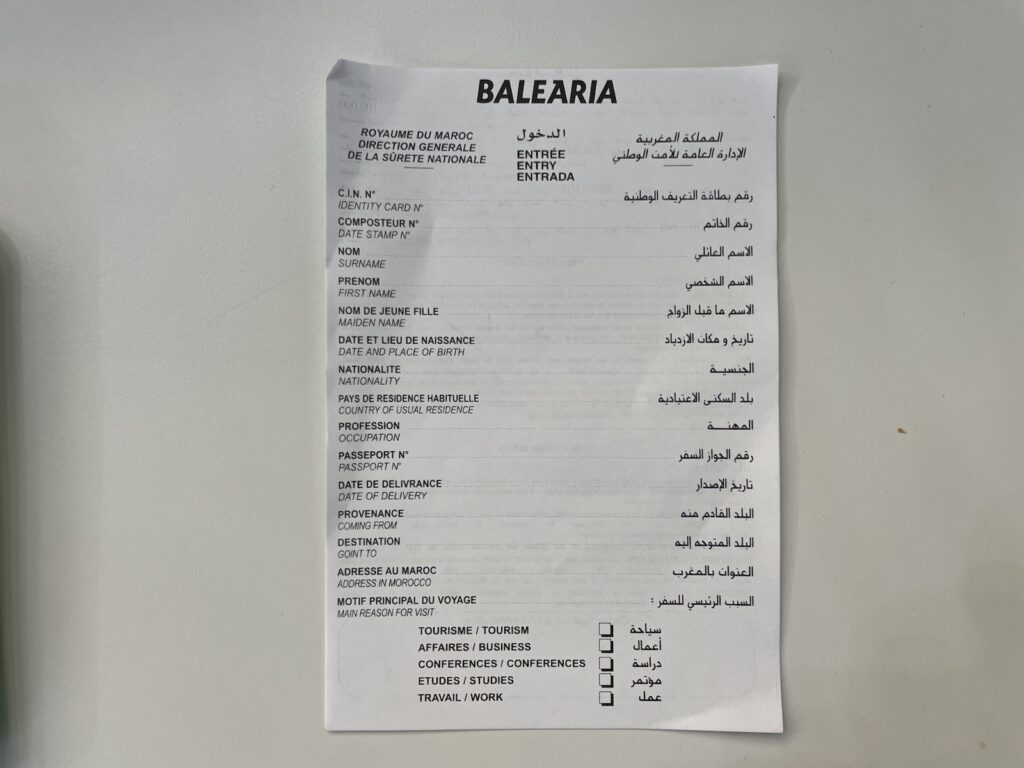 BALEARIA
ROYAUME DU MAROC
DIRECTION GENERALE
DE LA SÛRETE NATIONALE
الدخول
ENTRÉE
ENTRY
ENTRADA
المملكة المغربية
الإدارة العامة للأمن الوطني
C.I.N. N° رقم بطاقة التعريف الوطنية
IDENTITY CARD N°
COMPOSTEUR N° رقم الخاتم
DATE STAMP N°
NOM الاسم العائلي
SURNAME
PRENOM الاسم الشخصي
FIRST NAME
NOM DE JEUNE FILLE الاسم ما قبل الزواج
MAIDEN NAME
DATE ET LIEU DE NAISSANCE تاريخ و مكان الازدياد
DATE AND PLACE OF BIRTH
NATIONALITE الجنسيـة
NATIONALITY
PAYS DE RESIDENCE HABITUELLE بلد السكنى الاعتيادية
COUNTRY OF USUAL RESIDENCE
PROFESSION المهنـــة
OCCUPATION
PASSEPORT N° رقم الجواز السفر
PASSPORT N°
DATE DE DELIVRANCE تاريخ الإصدار
DATE OF DELIVERY
PROVENANCE البلد القادم منه
COMING FROM
DESTINATION البلد المتوجه إليه
GOINT TO
ADRESSE AU MAROC العنوان بالمغرب
ADDRESS IN MOROCCO
MOTIF PRINCIPAL DU VOYAGE السبب الرئيسي للسفر :
MAIN REASON FOR VISIT
TOURISME / TOURISM سياحة
AFFAIRES / BUSINESS أعمال
CONFERENCES / CONFERENCES دراسة
ETUDES / STUDIES مؤتمر
TRAVAIL / WORK عمل